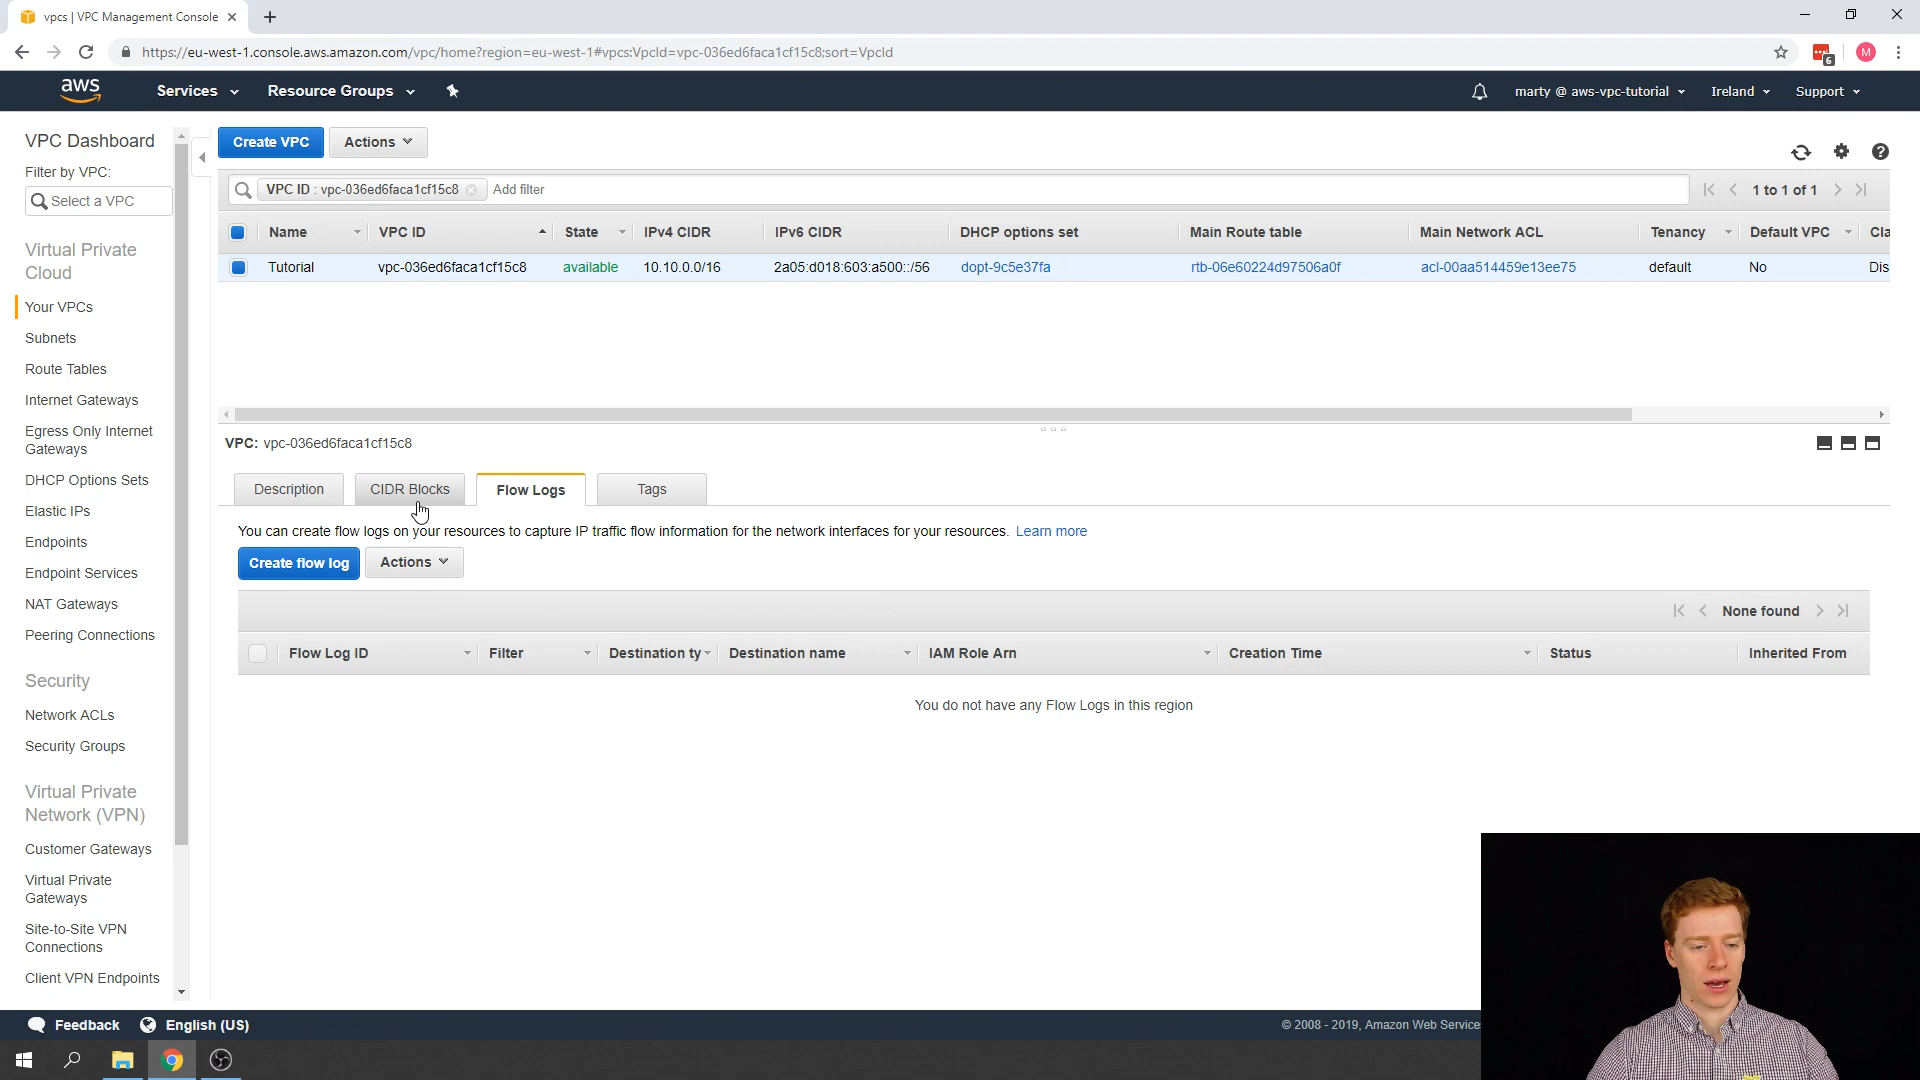 vpcs | VPC Management Console
https://eu-west-1.console.aws.amazon.com/vpc/home?region=eu-west-1#vpcs:VpcId=vpc-036ed6faca1cf15c8;sort=VpcId
6
M
aws
Services
Resource Groups
marty @ aws-vpc-tutorial
Ireland
Support
VPC Dashboard
Filter by VPC:
Select a VPC
Virtual Private
Cloud
Your VPCs
Subnets
Route Tables
Internet Gateways
Egress Only Internet
Gateways
DHCP Options Sets
Elastic IPs
Endpoints
Endpoint Services
NAT Gateways
Peering Connections
Security
Network ACLs
Security Groups
Virtual Private
Network (VPN)
Customer Gateways
Virtual Private
Gateways
Site-to-Site VPN
Connections
Client VPN Endpoints
Create VPC
Actions
VPC ID : vpc-036ed6faca1cf15c8
Add filter
1 to 1 of 1
Name VPC ID State IPv4 CIDR IPv6 CIDR DHCP options set Main Route table Main Network ACL Tenancy Default VPC Cla
Tutorial vpc-036ed6faca1cf15c8 available 10.10.0.0/16 2a05:d018:603:a500::/56 dopt-9c5e37fa rtb-06e60224d97506a0f acl-00aa514459e13ee75 default No Dis
VPC: vpc-036ed6faca1cf15c8
Description
CIDR Blocks
Flow Logs
Tags
You can create flow logs on your resources to capture IP traffic flow information for the network interfaces for your resources. Learn more
Create flow log
Actions
None found
Flow Log ID Filter Destination ty Destination name IAM Role Arn Creation Time Status Inherited From
You do not have any Flow Logs in this region
Feedback
English (US)
© 2008 - 2019, Amazon Web Service